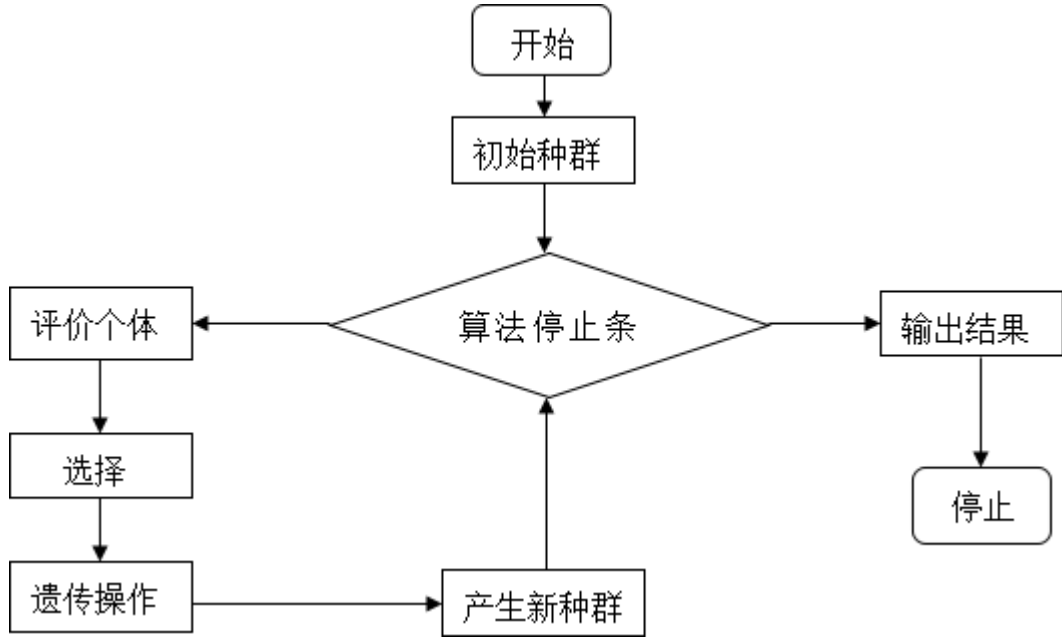 开始
初始种群
算法停止条
评价个体
输出结果
选择
停止
遗传操作
产生新种群